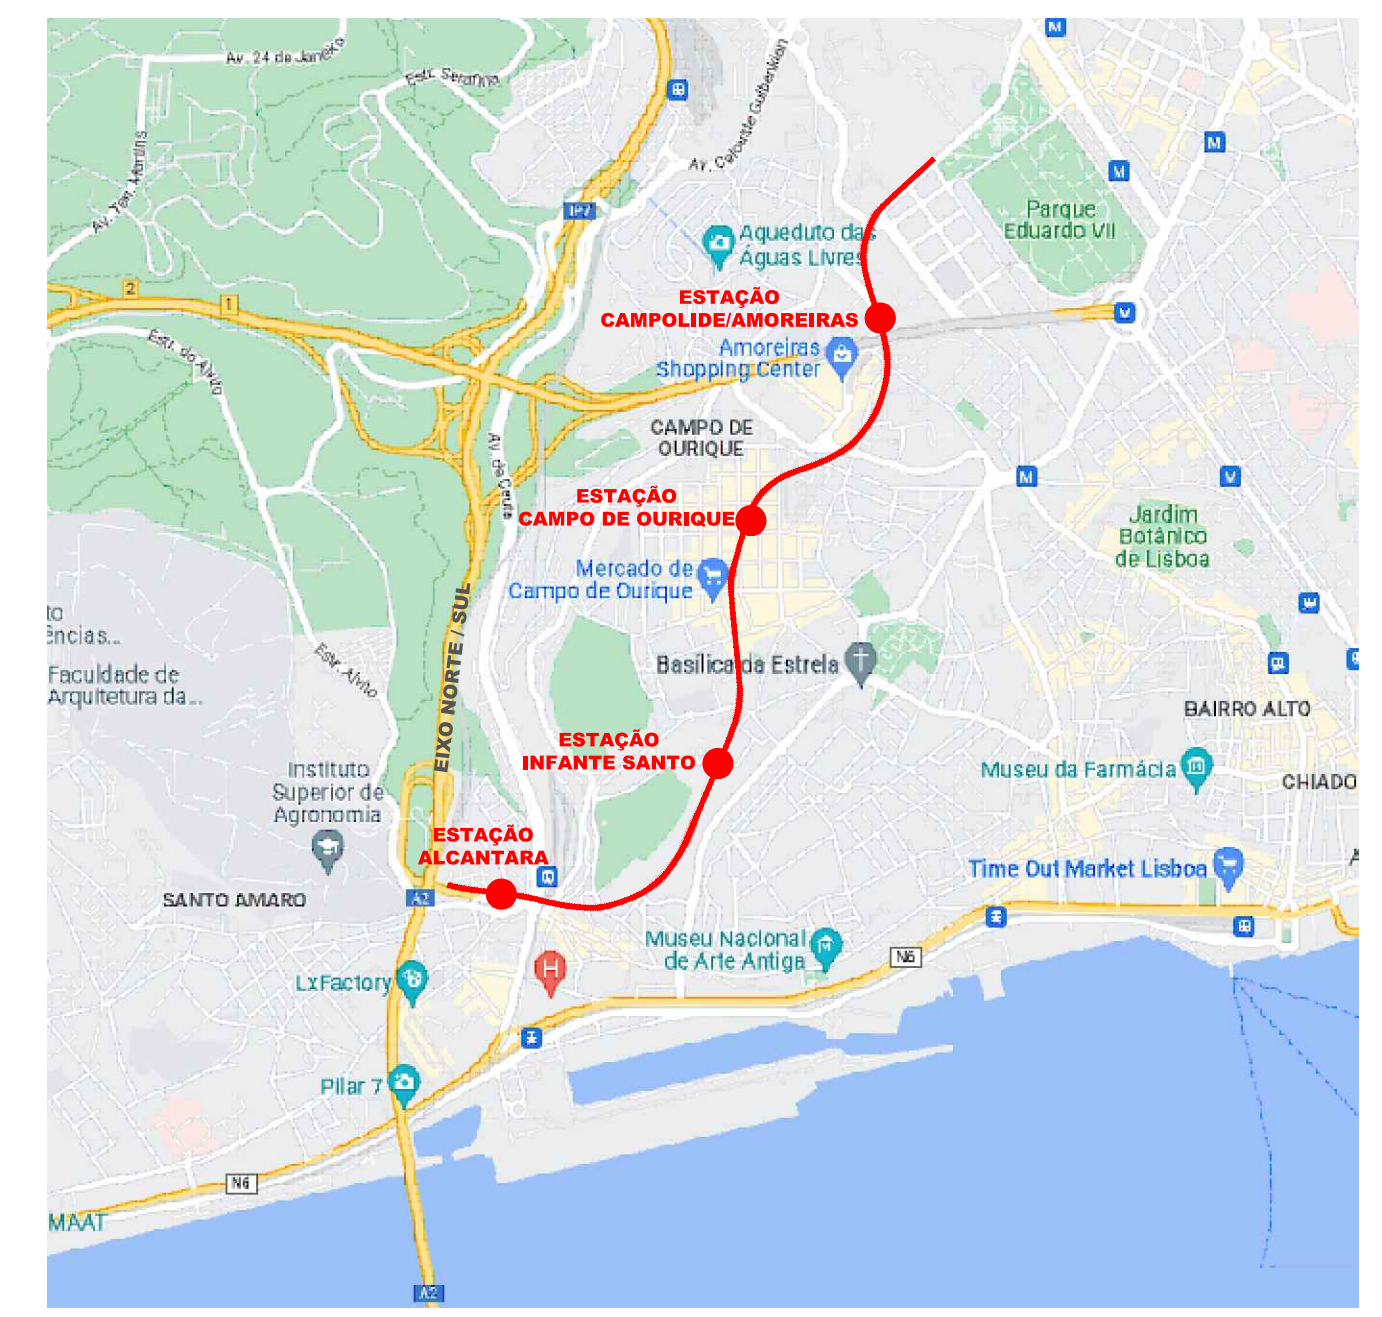 Av. 24 de Janeiro
Estr. Serafina
Av. Calouste Gulbenkian
M
M
M
Av. Ten. Martins
IP7
Parque
Eduardo VII
Aqueduto das
Águas Livres
2
1
ESTAÇÃO
CAMPOLIDE/AMOREIRAS
M
Estr. do Alvito
Amoreiras
Shopping Center
CAMPO DE
OURIQUE
Av. de Ceuta
M
M
ESTAÇÃO
CAMPO DE OURIQUE
Jardim
Botânico
de Lisboa
Mercado de
Campo de Ourique
to
ências...
EIXO NORTE / SUL
Estr. Alvito
Basílica da Estrela
Faculdade de
Arquitetura da...
BAIRRO ALTO
ESTAÇÃO
INFANTE SANTO
Instituto
Superior de
Agronomia
Museu da Farmácia
CHIADO
ESTAÇÃO
ALCANTARA
A
Time Out Market Lisboa
SANTO AMARO
A2
Museu Nacional
de Arte Antiga
N6
H
LxFactory
Pilar 7
N6
MAAT
A2